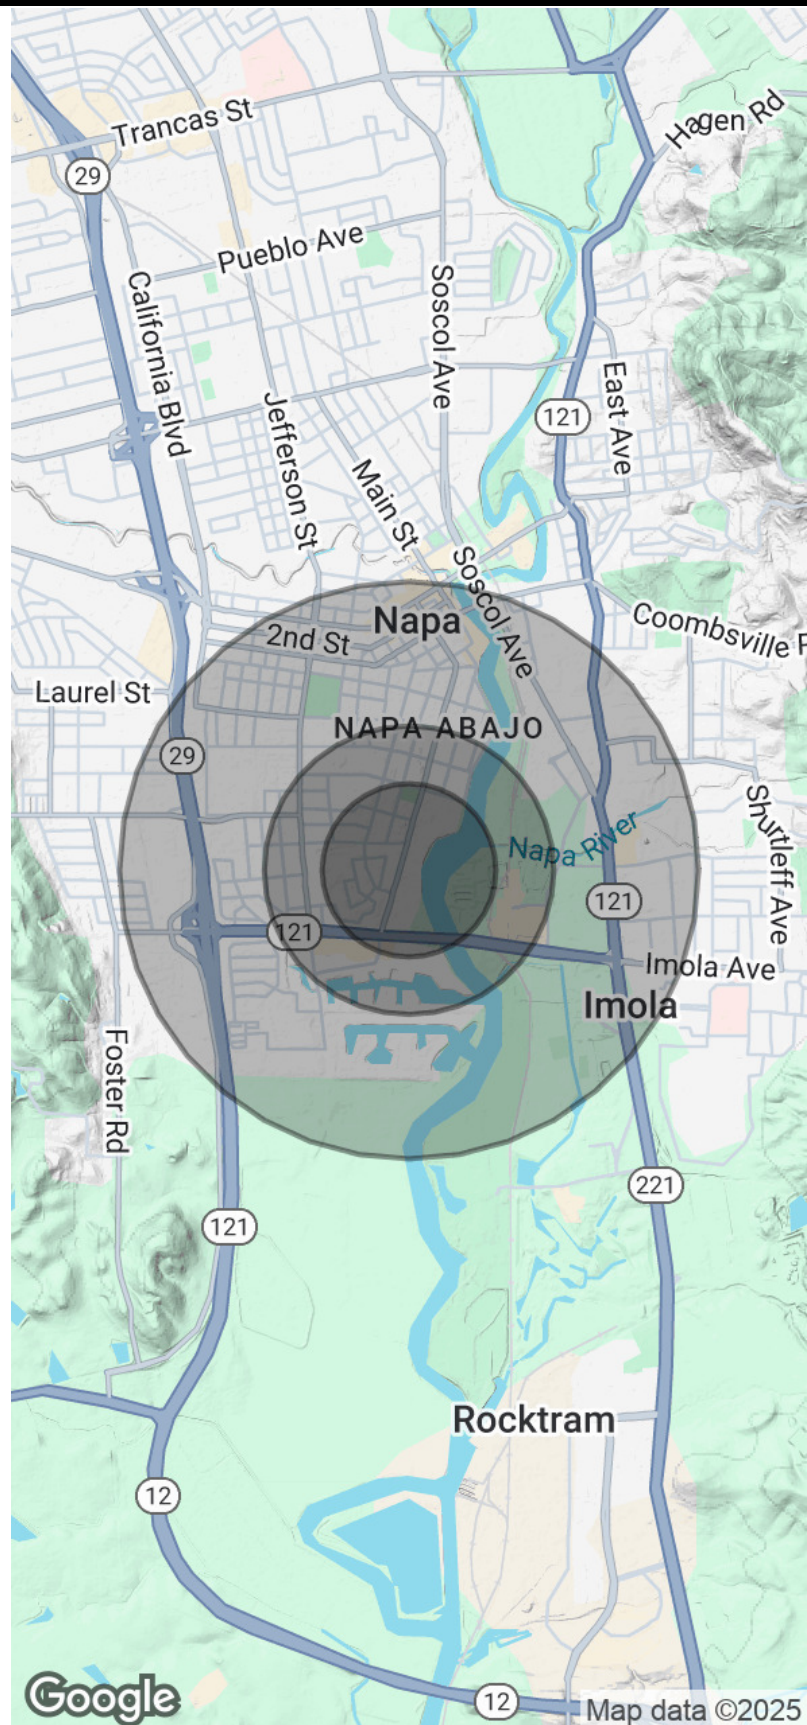 Hagen Rd
Trancas St
29
Pueblo Ave
California Blvd
Soscol Ave
East Ave
121
Jefferson St
Main St
Soscol Ave
Napa
Coombsville
2nd St
Laurel St
NAPA ABAJO
29
Shurtleff Ave
Napa River
121
121
Imola Ave
Imola
Foster Rd
221
121
Rocktram
12
Google
12
Map data ©2025